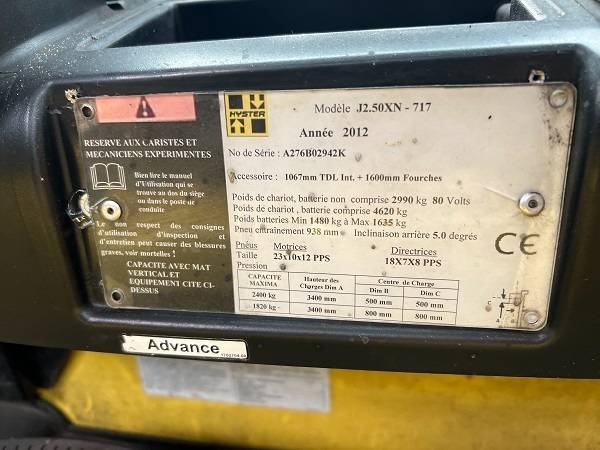 RESERVE AUX CARISTES ET
MECANICIENS EXPERIMENTES
Bien lire le manuel
d'Utilisation qui se
trouve au dos du siége
ou dans le poste de
conduite
Le non respect des consignes
d'utilisation d'inspection et
d'entretien peut causer des blessures
graves, voir mortelles !
CAPACITE AVEC MAT
VERTICAL ET
EQUIPEMENT CITE CI-
DESSUS
HYSTER
Modèle J2.50XN - 717
Année 2012
No de Série : A276B02942K
Accessoire : 1067mm TDL Int. + 1600mm Fourches
Poids de chariot, batterie non comprise 2990 kg 80 Volts
Poids de chariot , batterie comprise 4620 kg
Poids batteries Min 1480 kg à Max 1635 kg
Pneu entraînement 938 mm Inclinaison arrière 5.0 degrés
Pneus Motrices Directrices
Taille 23x10x12 PPS 18X7X8 PPS
Pression
CAPACITE MAXIMA Hauteur des Charges Dim A Centre de Charge
Dim B Dim C
2400 kg 3400 mm 500 mm 500 mm
1820 kg 3400 mm 800 mm 800 mm
CE
Advance